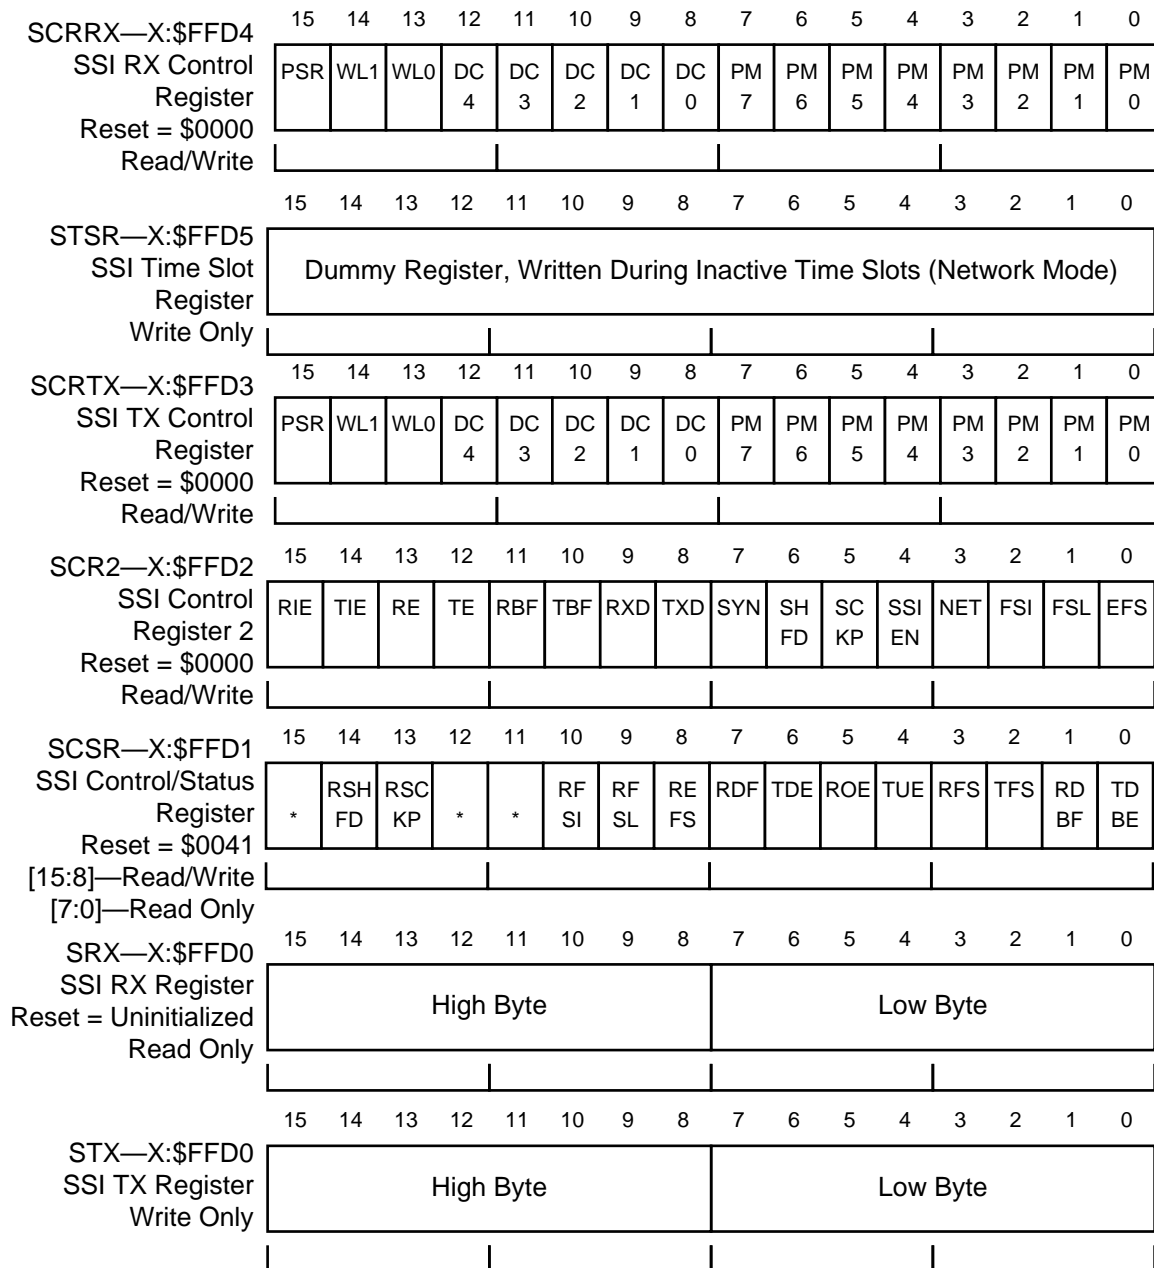 15 14 13 12 11 10 9 8 7 6 5 4 3 2 1 0
SCRRX—X:$FFD4
SSI RX Control
Register
Reset = $0000
Read/Write
PSR WL1 WL0 DC DC DC DC DC PM PM PM PM PM PM PM PM
4 3 2 1 0 7 6 5 4 3 2 1 0
15 14 13 12 11 10 9 8 7 6 5 4 3 2 1 0
STSR—X:$FFD5
SSI Time Slot
Register
Write Only
Dummy Register, Written During Inactive Time Slots (Network Mode)
15 14 13 12 11 10 9 8 7 6 5 4 3 2 1 0
SCRTX—X:$FFD3
SSI TX Control
Register
Reset = $0000
Read/Write
PSR WL1 WL0 DC DC DC DC DC PM PM PM PM PM PM PM PM
4 3 2 1 0 7 6 5 4 3 2 1 0
15 14 13 12 11 10 9 8 7 6 5 4 3 2 1 0
SCR2—X:$FFD2
SSI Control
Register 2
Reset = $0000
Read/Write
RIE TIE RE TE RBF TBF RXD TXD SYN SH SC SSI NET FSI FSL EFS
FD KP EN
15 14 13 12 11 10 9 8 7 6 5 4 3 2 1 0
SCSR—X:$FFD1
SSI Control/Status
Register
Reset = $0041
[15:8]—Read/Write
[7:0]—Read Only
RSH RSC RF RF RE RDF TDE ROE TUE RFS TFS RD TD
* FD KP * * SI SL FS BF BE
15 14 13 12 11 10 9 8 7 6 5 4 3 2 1 0
SRX—X:$FFD0
SSI RX Register
Reset = Uninitialized
Read Only
High Byte Low Byte
15 14 13 12 11 10 9 8 7 6 5 4 3 2 1 0
STX—X:$FFD0
SSI TX Register
Write Only
High Byte Low Byte